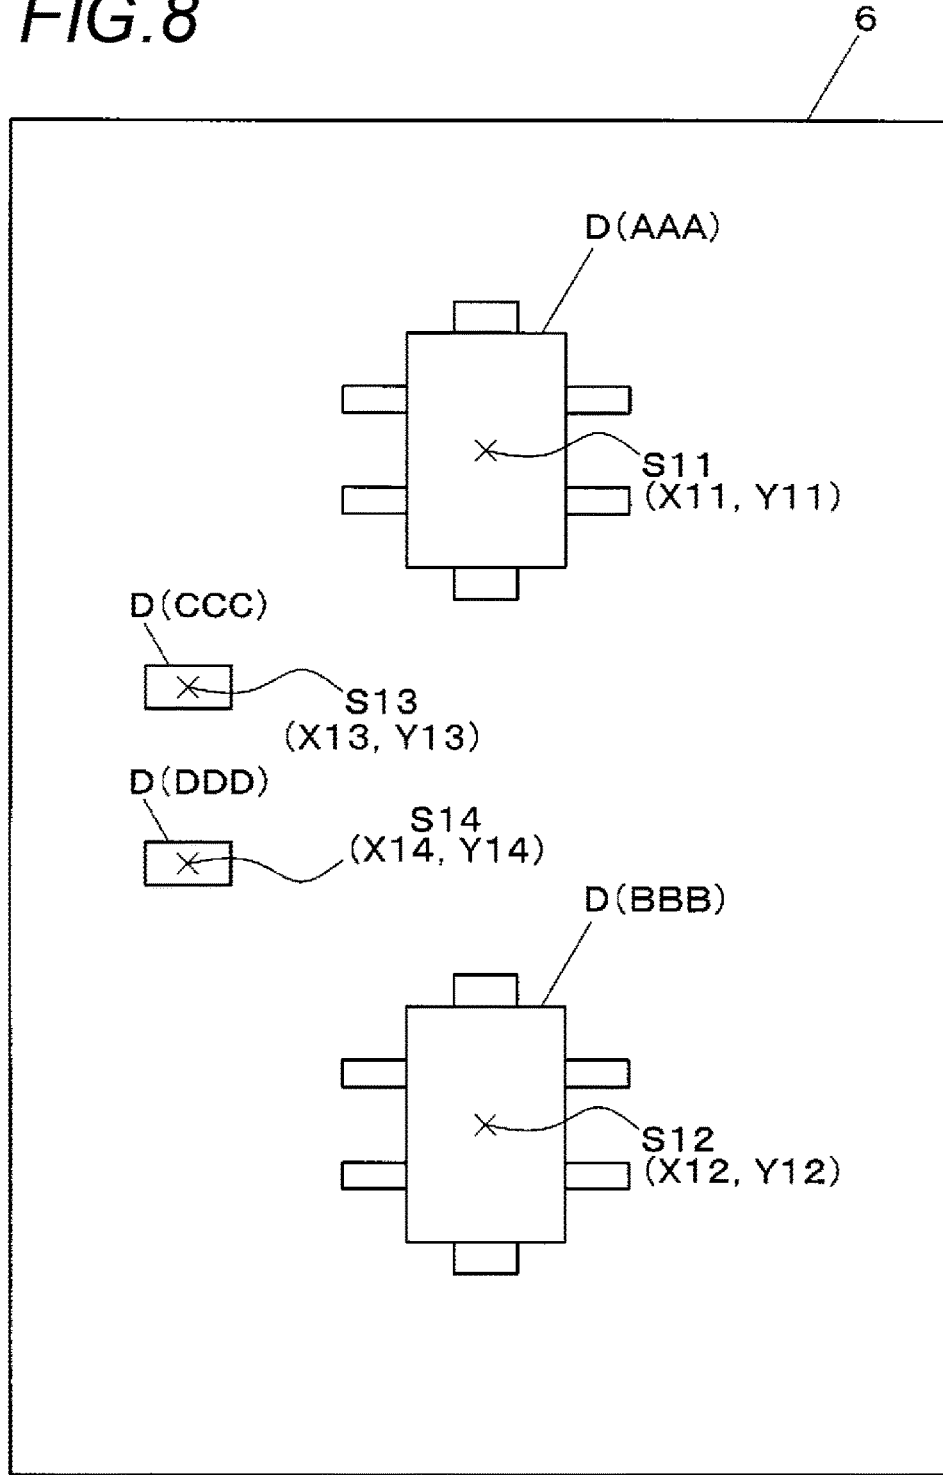 FIG.8
6
D(AAA)
S11
(X11, Y11)
D(CCC)
S13
(X13, Y13)
D(DDD)
S14
(X14, Y14)
D(BBB)
S12
(X12, Y12)